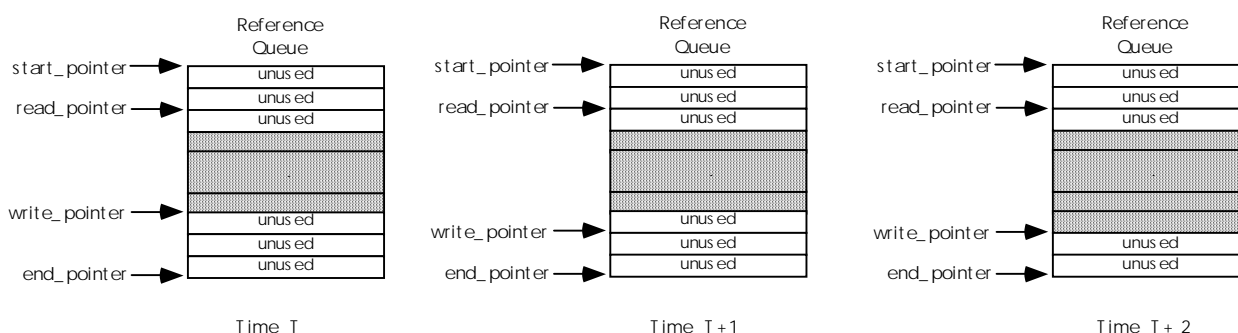 Reference
Queue
start_pointer
unused
unused
read_pointer
unused
write_pointer
unused
unused
end_pointer
unused
Time T
Reference
Queue
start_pointer
unused
unused
read_pointer
unused
unused
write_pointer
unused
end_pointer
unused
Time T+1
Reference
Queue
start_pointer
unused
unused
read_pointer
unused
write_pointer
unused
end_pointer
unused
Time T+ 2